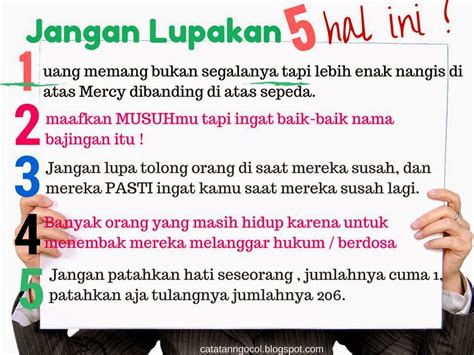 Jangan Lupakan 5 hal ini ?
1 uang memang bukan segalanya tapi lebih enak nangis di
atas Mercy dibanding di atas sepeda.
2 maafkan MUSUHmu tapi ingat baik-baik nama
bajingan itu !
3 Jangan lupa tolong orang di saat mereka susah, dan
mereka PASTI ingat kamu saat mereka susah lagi.
4 Banyak orang yang masih hidup karena untuk
menembak mereka melanggar hukum / berdosa
5 Jangan patahkan hati seseorang , jumlahnya cuma 1,
patahkan aja tulangnya jumlahnya 206.
catatanngocol.blogspot.com